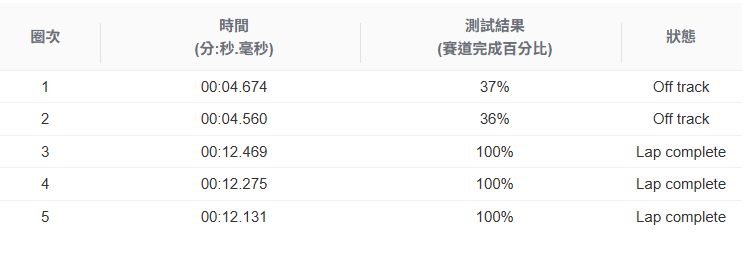 圈次 時間 (分:秒.毫秒) 測試結果 (賽道完成百分比) 狀態
1 00:04.674 37% Off track
2 00:04.560 36% Off track
3 00:12.469 100% Lap complete
4 00:12.275 100% Lap complete
5 00:12.131 100% Lap complete